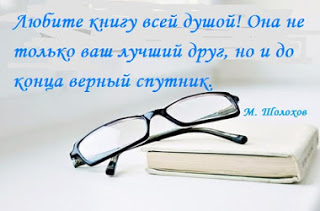 Любите книгу всей душой! Она не
только ваш лучший друг, но и до
конца верный спутник.
М. Шолохов